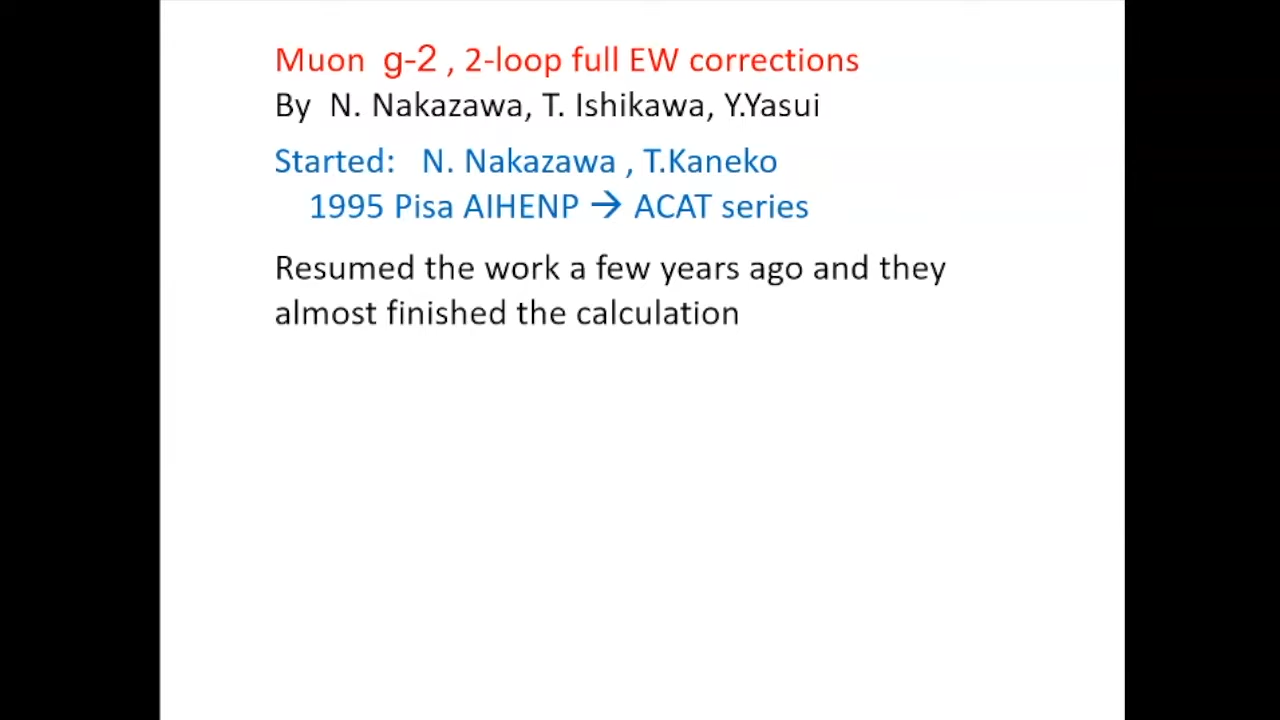 Muon g-2 , 2-loop full EW corrections
By N. Nakazawa, T. Ishikawa, Y.Yasui
Started: N. Nakazawa , T.Kaneko
1995 Pisa AIHENP → ACAT series
Resumed the work a few years ago and they
almost finished the calculation